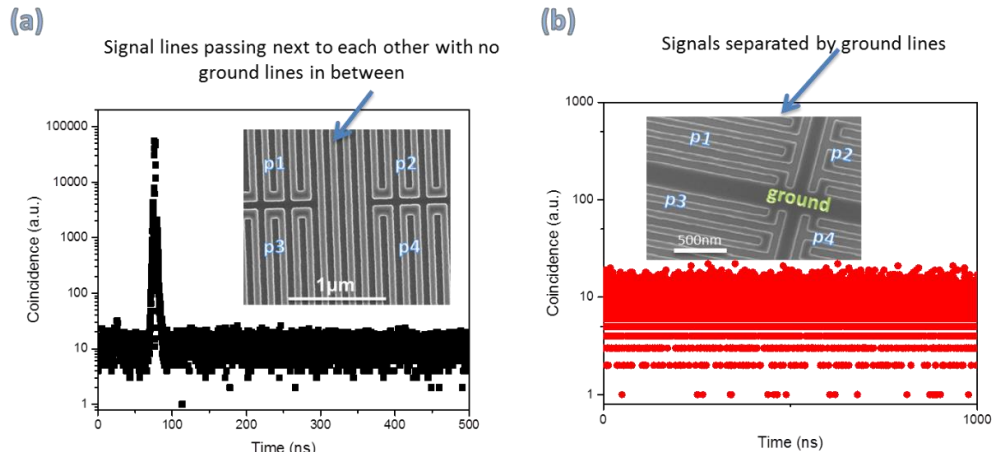 (a)
Signal lines passing next to each other with no
ground lines in between
100000
10000
1000
100
10
1
Coincidence (a.u.)
p1
p2
p3
p4
1µm
0
100
200
300
400
500
Time (ns)
(b)
Signals separated by ground lines
1000
100
10
1
Coincidence (a.u.)
p1
p2
p3
ground
p4
500nm
0
1000
Time (ns)